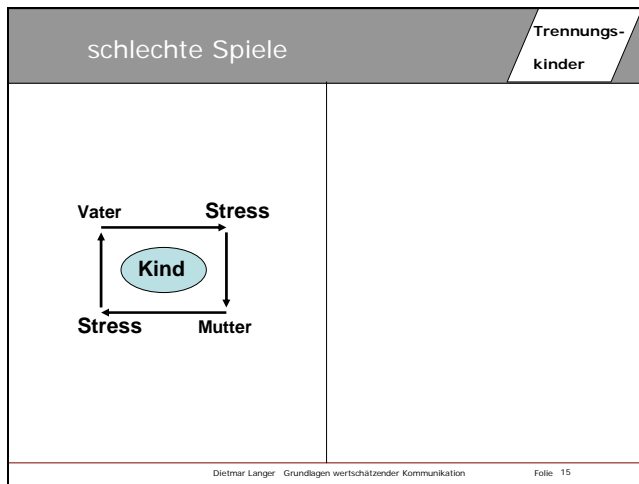 schlechte Spiele
Trennungs-
kinder
Vater Stress
Kind
Stress Mutter
Dietmar Langer Grundlagen wertschätzender Kommunikation Folie 15